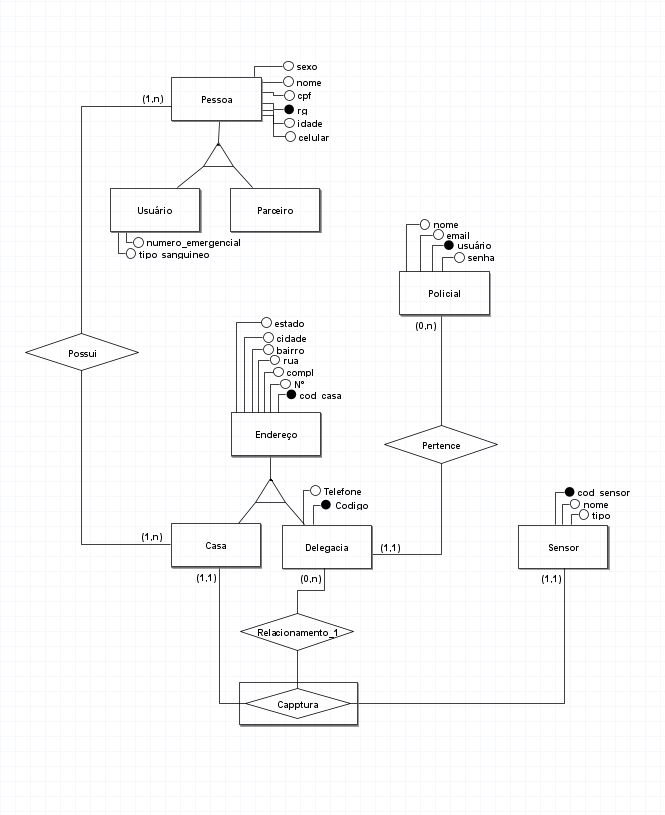 sexo
nome
cpf
rg
idade
celular
Pessoa
(1,n)
Usuário
Parceiro
numero_emergencial
tipo sanguineo
nome
email
usuário
senha
Policial
(0,n)
Possui
estado
cidade
bairro
rua
compl
Nº
cod casa
Endereço
Pertence
Telefone
Codigo
cod sensor
nome
tipo
(1,n)
Casa
Delegacia
(1,1)
Sensor
(1,1)
(0,n)
(1,1)
Relacionamento_1
Capptura